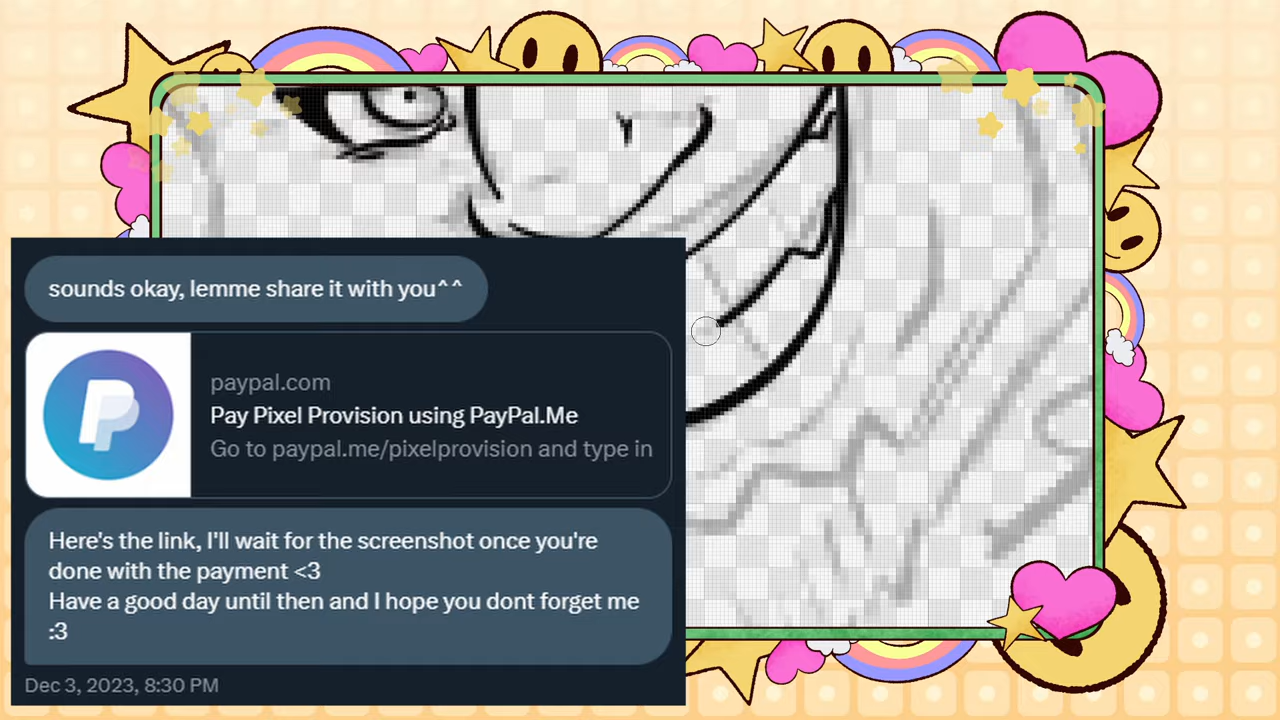 sounds okay, lemme share it with you^^
paypal.com
Pay Pixel Provision using PayPal.Me
Go to paypal.me/pixelprovision and type in
Here's the link, I'll wait for the screenshot once you're
done with the payment <3
Have a good day until then and I hope you dont forget me
:3
Dec 3, 2023, 8:30 PM